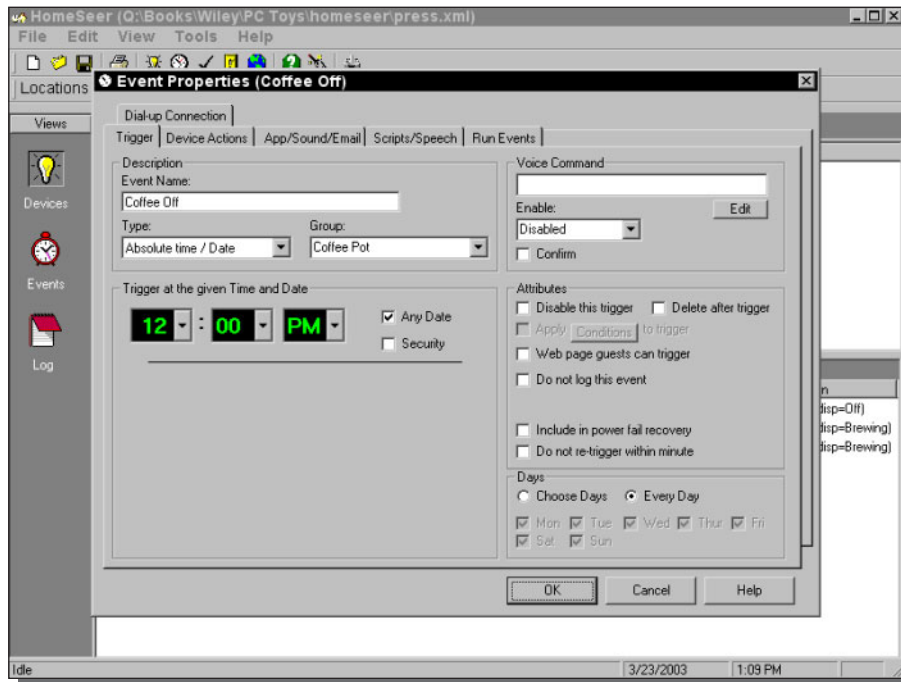 HomeSeer (Q:\Books\Wiley\PC Toys\homeseer\press.xml)
File Edit View Tools Help
Locations
Event Properties (Coffee Off)
Views
Devices
Events
Log
Dial-up Connection
Trigger Device Actions App/Sound/Email Scripts/Speech Run Events
Description
Event Name:
Coffee Off
Type: Group:
Absolute time / Date Coffee Pot
Voice Command
Enable: Edit
Disabled
Confirm
Trigger at the given Time and Date
12 : 00 PM
Any Date
Security
Attributes
Disable this trigger Delete after trigger
Apply Conditions to trigger
Web page guests can trigger
Do not log this event
Include in power fail recovery
Do not re-trigger within minute
Days
Choose Days Every Day
Mon Tue Wed Thur Fri
Sat Sun
OK Cancel Help
n
disp=Off)
disp=Brewing)
disp=Brewing)
Idle 3/23/2003 1:09 PM